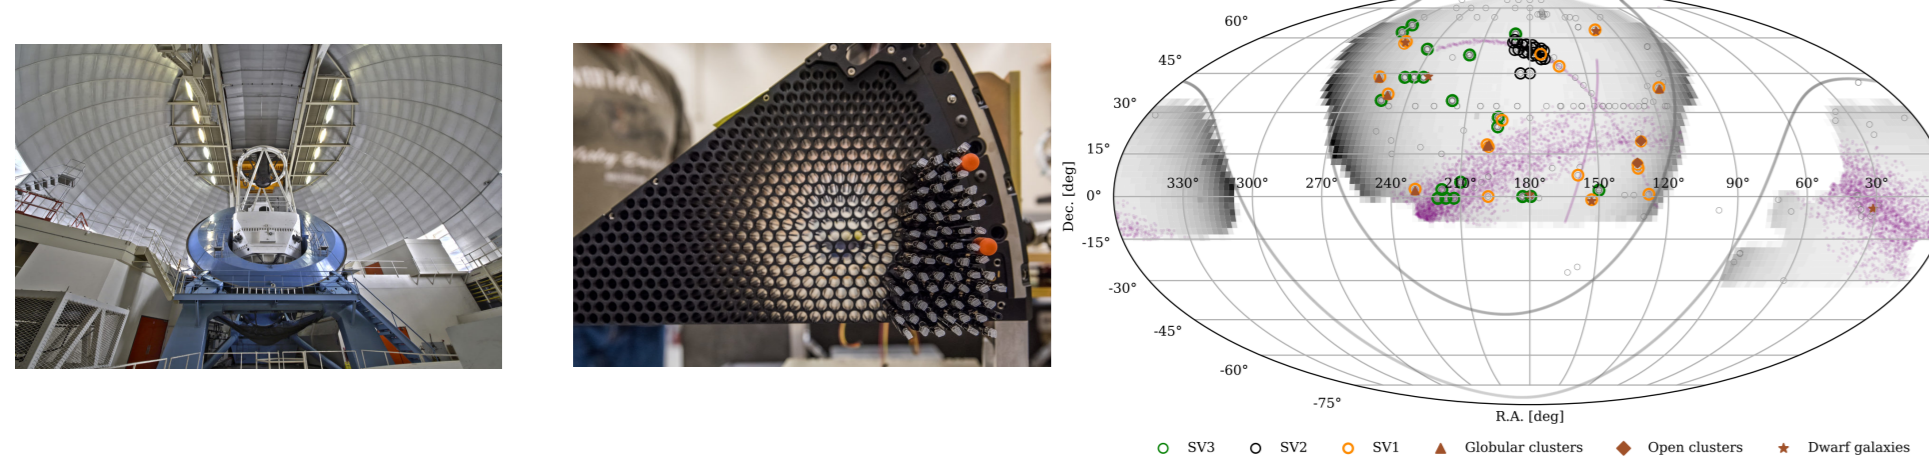 60°
45°
30°
15°
0°
-15°
-30°
-45°
-60°
-75°
330° 300° 270° 240° 210° 180° 150° 120° 90° 60° 30°
Dec. [deg]
R.A. [deg]
SV3 SV2 SV1 Globular clusters Open clusters Dwarf galaxies